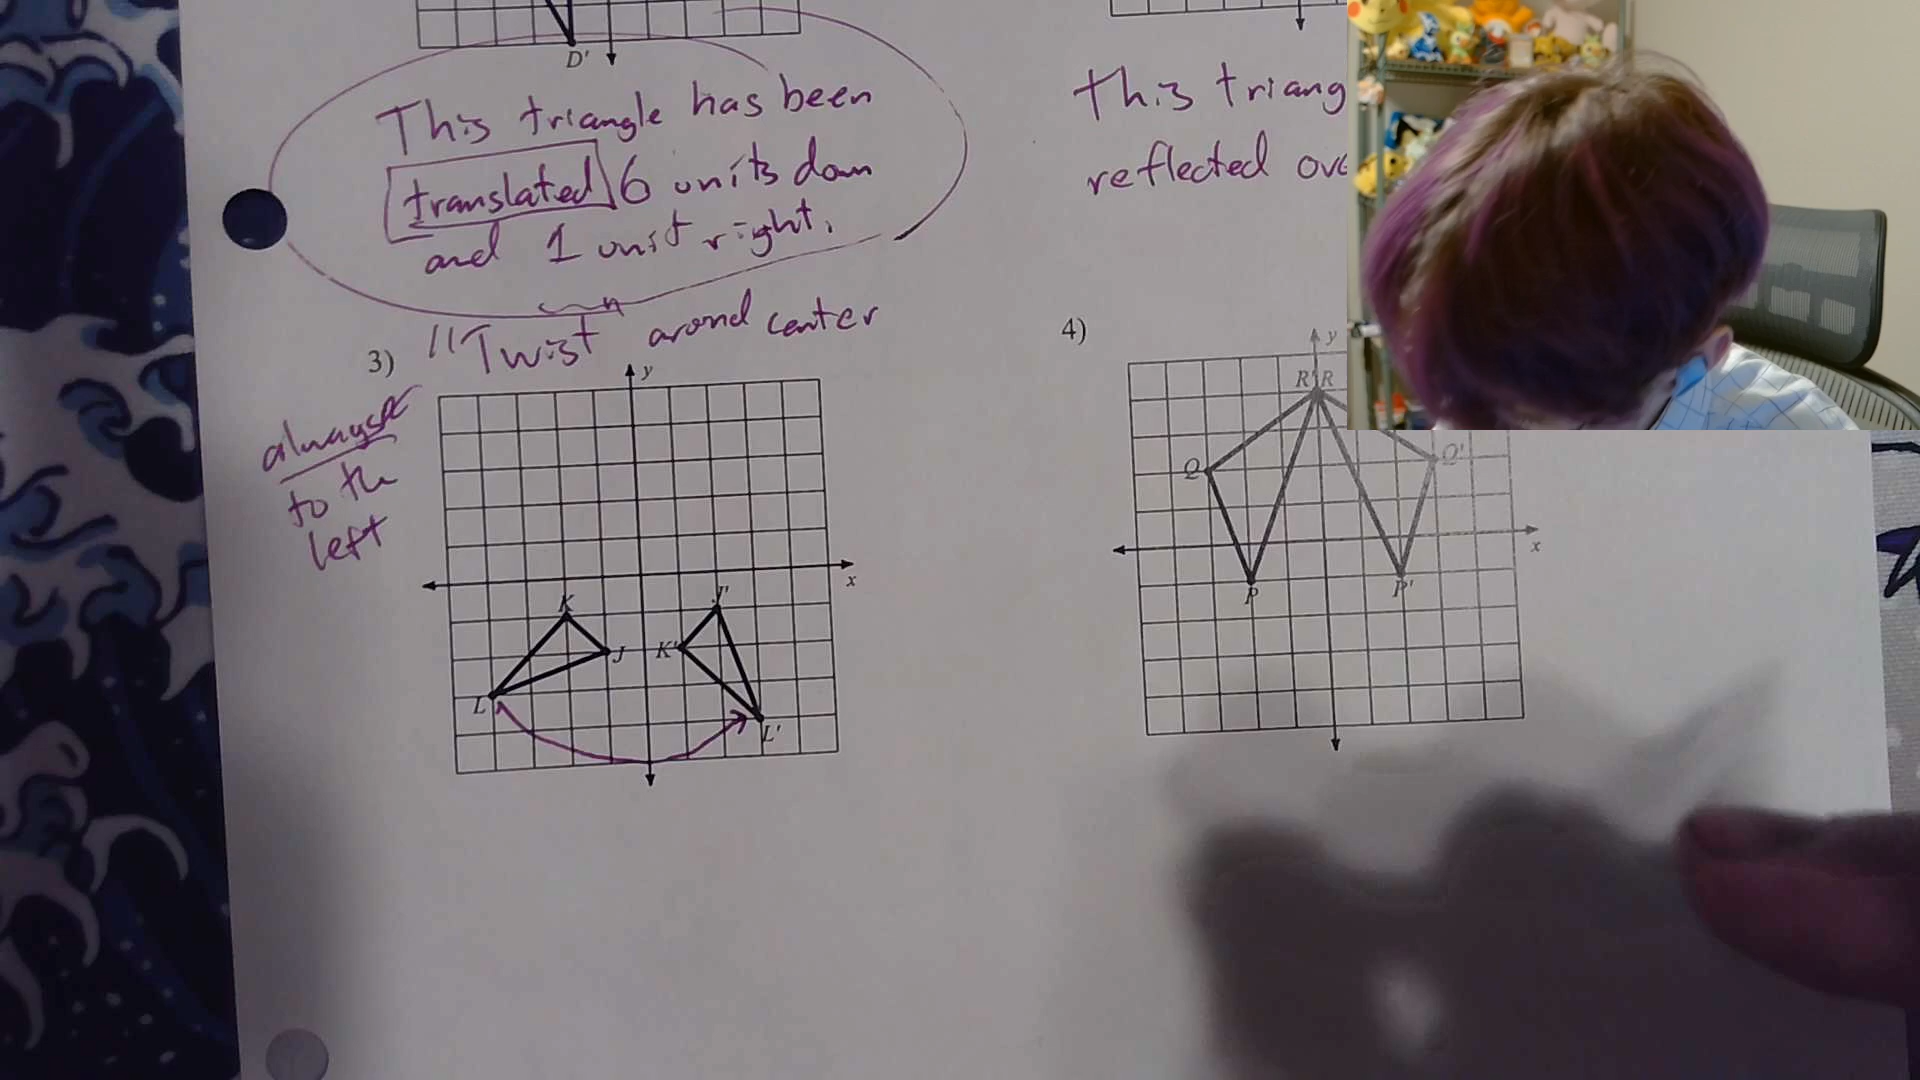 D'
This triangle has been
translated 6 units down
and 1 unit right.
this triang
reflected ove
"Twist" around center
3)
always
to the
left
y
x
K
J
L
J'
K'
L'
4)
y
R' R
Q
Q'
x
P
P'